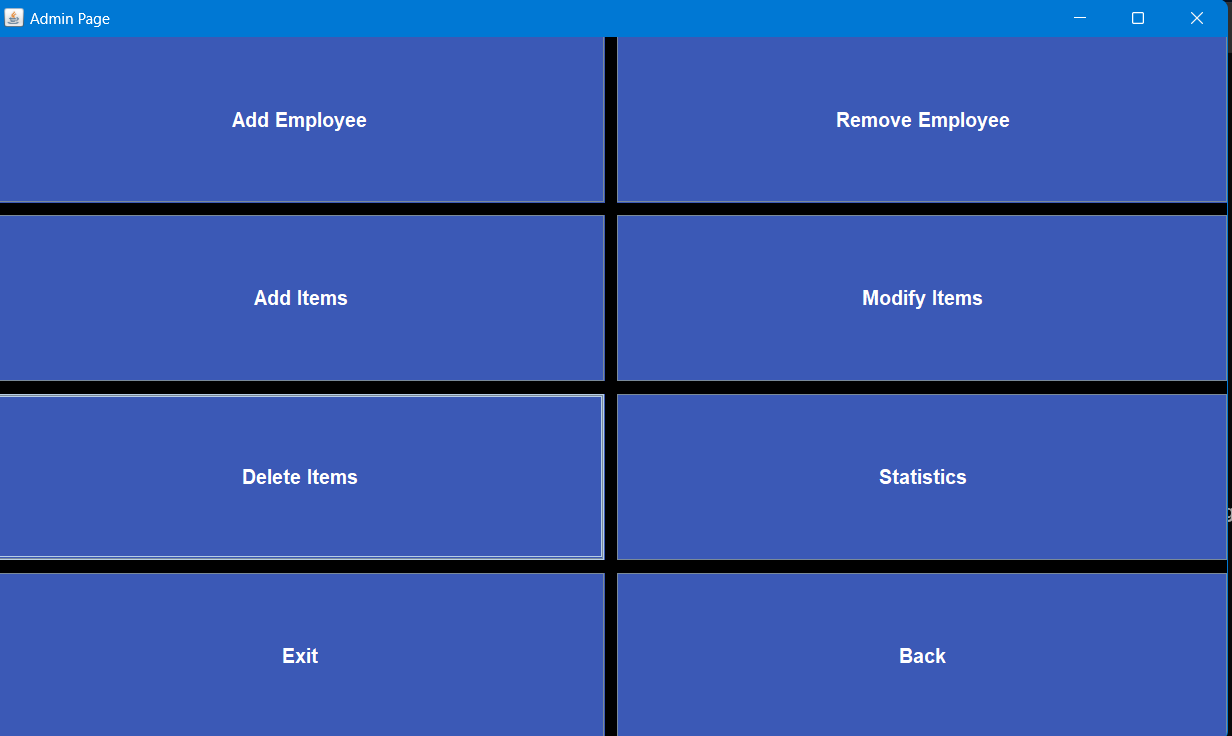 Admin Page
Add Employee
Remove Employee
Add Items
Modify Items
Delete Items
Statistics
Exit
Back